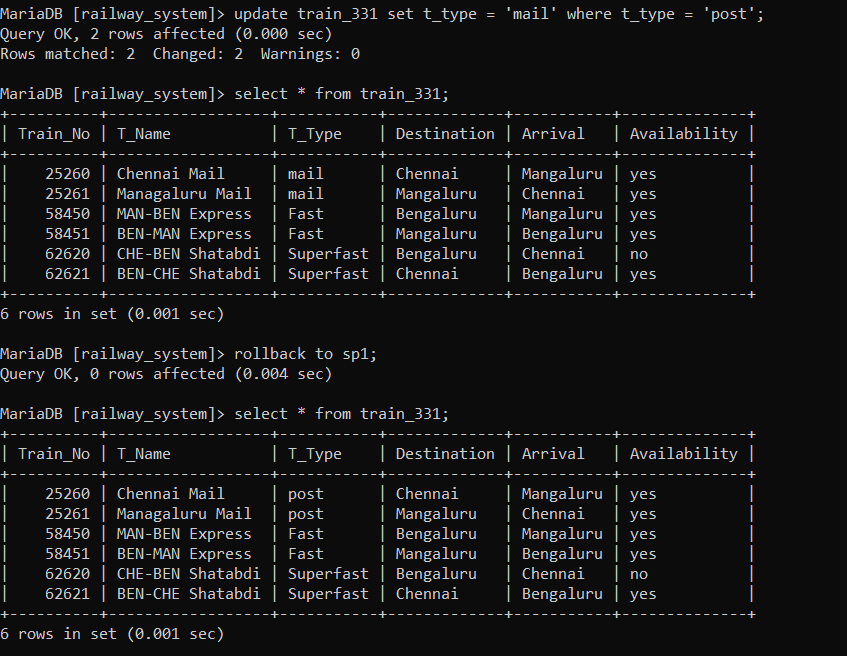 MariaDB [railway_system]> update train_331 set t_type = 'mail' where t_type = 'post';
Query OK, 2 rows affected (0.000 sec)
Rows matched: 2  Changed: 2  Warnings: 0
MariaDB [railway_system]> select * from train_331;
+----------+------------------+-----------+-------------+-----------+--------------+
| Train_No | T_Name           | T_Type    | Destination | Arrival   | Availability |
+----------+------------------+-----------+-------------+-----------+--------------+
|    25260 | Chennai Mail     | mail      | Chennai     | Mangaluru | yes          |
|    25261 | Managaluru Mail  | mail      | Mangaluru   | Chennai   | yes          |
|    58450 | MAN-BEN Express  | Fast      | Bengaluru   | Mangaluru | yes          |
|    58451 | BEN-MAN Express  | Fast      | Mangaluru   | Bengaluru | yes          |
|    62620 | CHE-BEN Shatabdi | Superfast | Bengaluru   | Chennai   | no           |
|    62621 | BEN-CHE Shatabdi | Superfast | Chennai     | Bengaluru | yes          |
+----------+------------------+-----------+-------------+-----------+--------------+
6 rows in set (0.001 sec)
MariaDB [railway_system]> rollback to sp1;
Query OK, 0 rows affected (0.004 sec)
MariaDB [railway_system]> select * from train_331;
+----------+------------------+-----------+-------------+-----------+--------------+
| Train_No | T_Name           | T_Type    | Destination | Arrival   | Availability |
+----------+------------------+-----------+-------------+-----------+--------------+
|    25260 | Chennai Mail     | post      | Chennai     | Mangaluru | yes          |
|    25261 | Managaluru Mail  | post      | Mangaluru   | Chennai   | yes          |
|    58450 | MAN-BEN Express  | Fast      | Bengaluru   | Mangaluru | yes          |
|    58451 | BEN-MAN Express  | Fast      | Mangaluru   | Bengaluru | yes          |
|    62620 | CHE-BEN Shatabdi | Superfast | Bengaluru   | Chennai   | no           |
|    62621 | BEN-CHE Shatabdi | Superfast | Chennai     | Bengaluru | yes          |
+----------+------------------+-----------+-------------+-----------+--------------+
6 rows in set (0.001 sec)